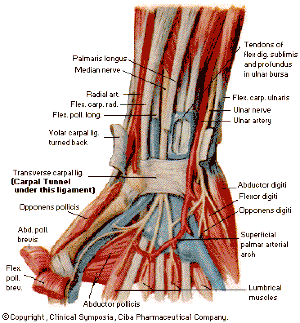 Palmaris longus
Median nerve
Radial art.
Flex. carp. rad.
Flex. poll. long
Volar carpal lig.
turned back
Transverse carpal lig.
(Carpal Tunnel
under this ligament)
Opponens pollicis
Abd. poll.
brevis
Flex.
poll.
brev.
Abductor pollicis
Tendons of
flex dig. sublimis
and profundus
in ulnar bursa
Flex. carp. ulnaris
Ulnar nerve
Ulnar artery
Abductor digiti
Flexor digiti
Opponens digiti
Superficial
palmar arterial
arch
Lumbrical
muscles
© Copyright, Clinical Symposia, Ciba Pharmaceutical Company.